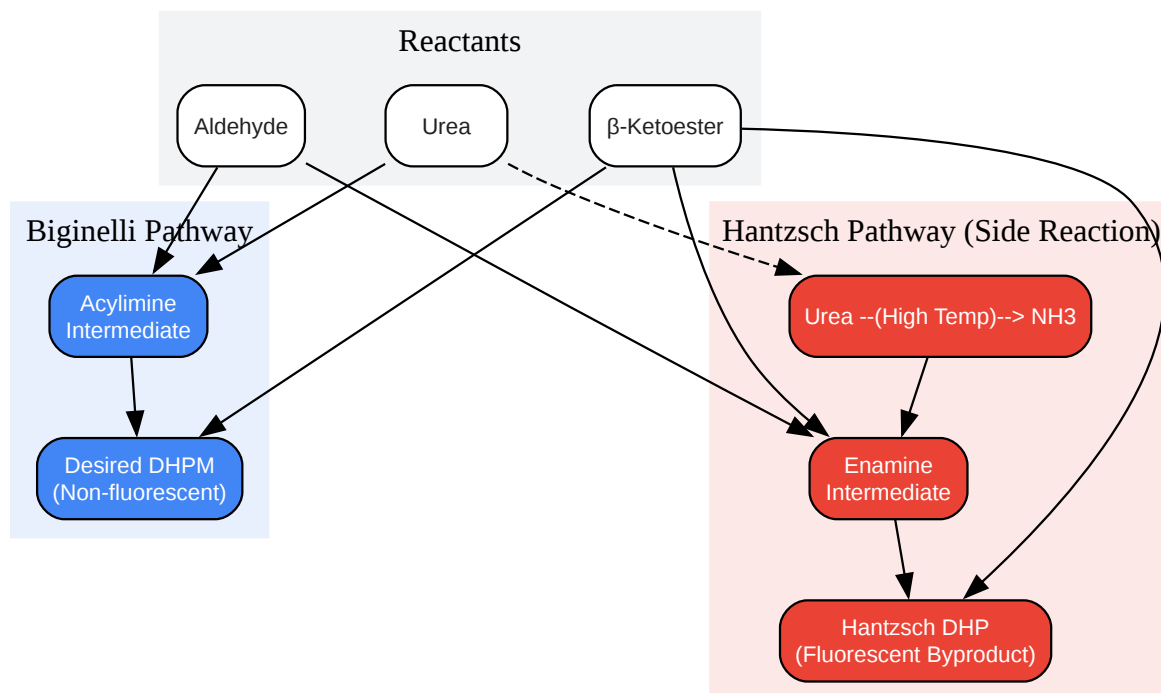 Reactants
Aldehyde
Urea
β-Ketoester
Biginelli Pathway
Hantzsch Pathway (Side Reaction)
Acylimine
Intermediate
Urea --(High Temp)--> NH3
Desired DHPM
(Non-fluorescent)
Enamine
Intermediate
Hantzsch DHP
(Fluorescent Byproduct)